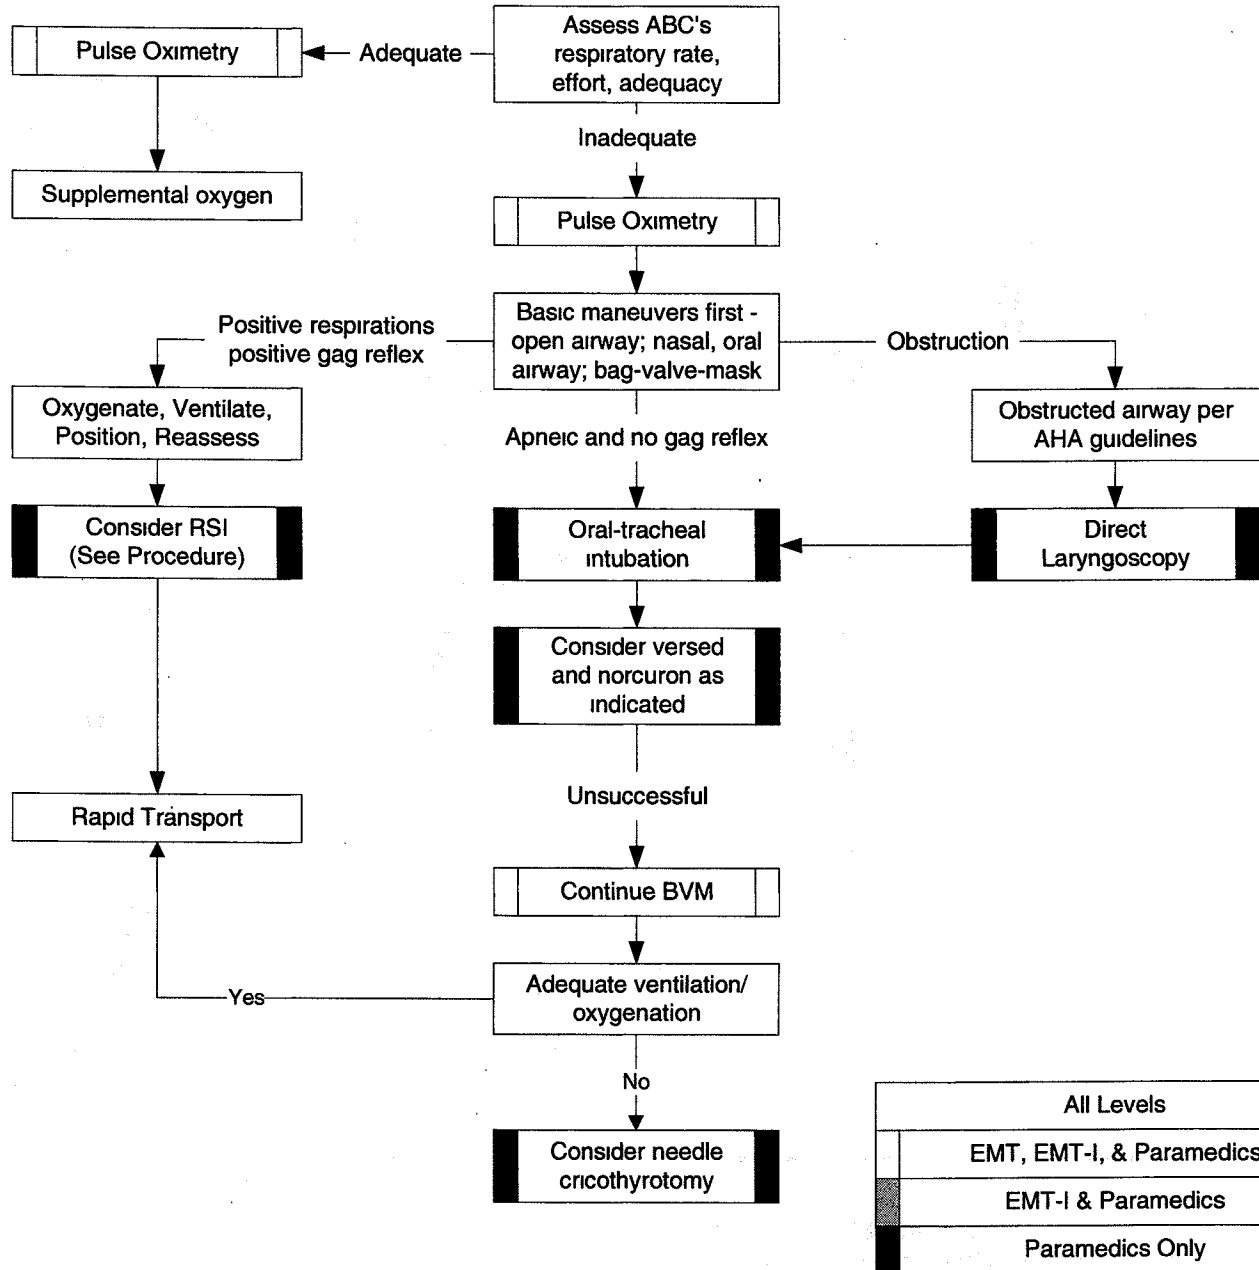 Assess ABC's
respiratory rate,
effort, adequacy
Adequate
Pulse Oximetry
Supplemental oxygen
Inadequate
Pulse Oximetry
Basic maneuvers first -
open airway; nasal, oral
airway; bag-valve-mask
Positive respirations
positive gag reflex
Oxygenate, Ventilate,
Position, Reassess
Consider RSI
(See Procedure)
Rapid Transport
Obstruction
Obstructed airway per
AHA guidelines
Direct
Laryngoscopy
Apneic and no gag reflex
Oral-tracheal
intubation
Consider versed
and norcuron as
indicated
Unsuccessful
Continue BVM
Adequate ventilation/
oxygenation
Yes
No
Consider needle
cricothyrotomy
All Levels
EMT, EMT-I, & Paramedics
EMT-I & Paramedics
Paramedics Only